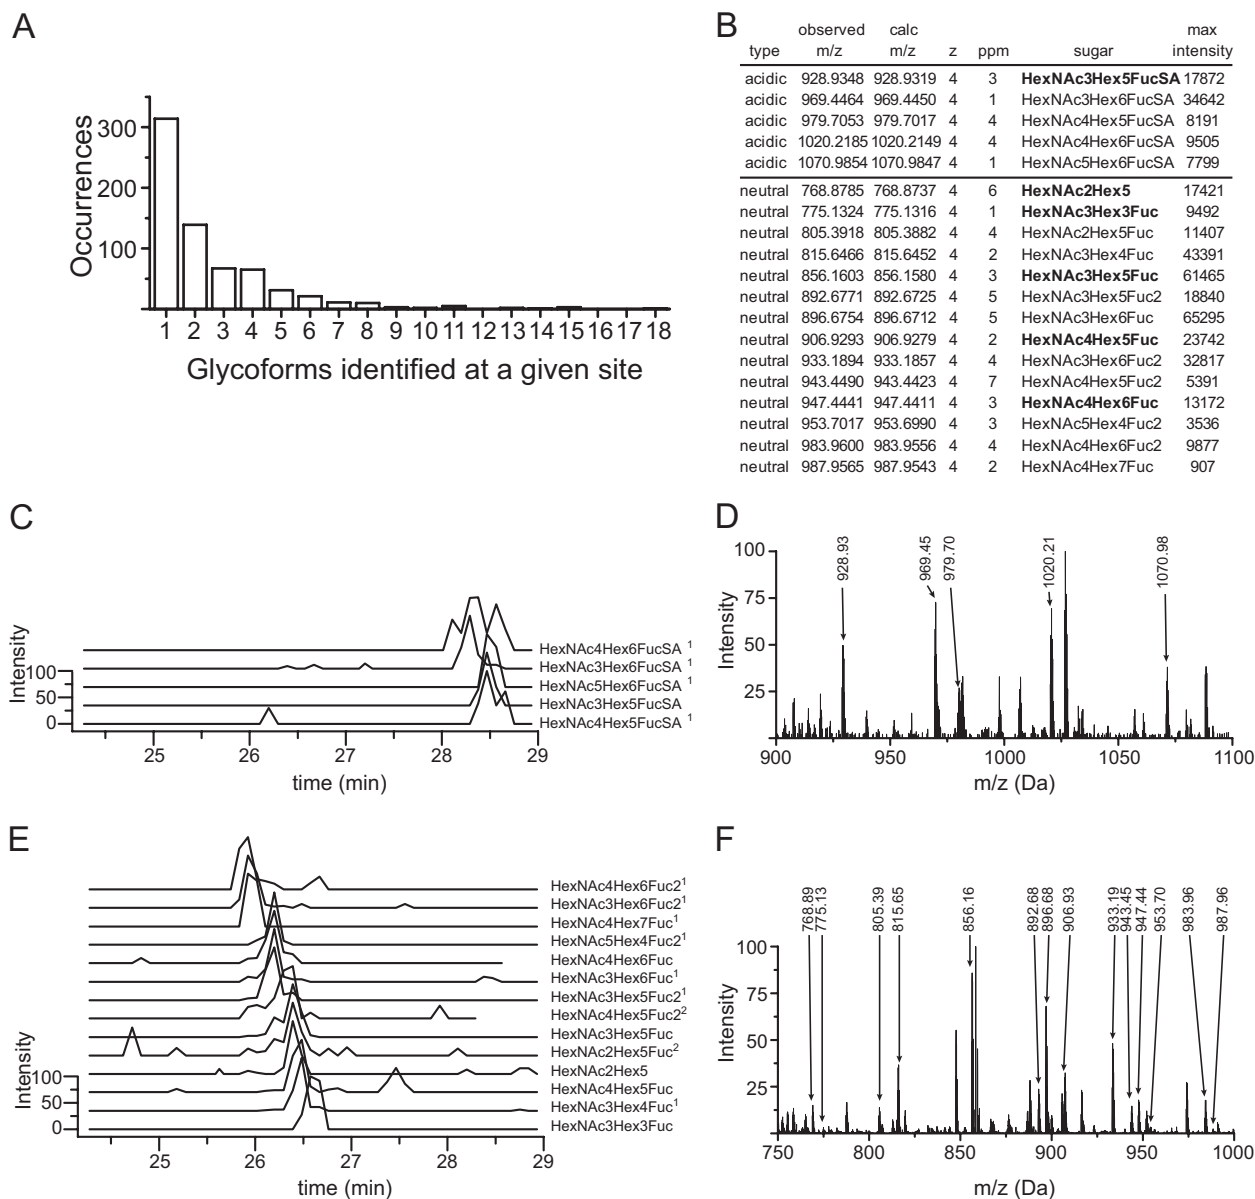 A
Occurrences
300
200
100
1 2 3 4 5 6 7 8 9 10 11 12 13 14 15 16 17 18
Glycoforms identified at a given site
B
observed calc max
type m/z m/z z ppm sugar intensity
acidic 928.9348 928.9319 4 3 HexNAc3Hex5FucSA 17872
acidic 969.4464 969.4450 4 1 HexNAc3Hex6FucSA 34642
acidic 979.7053 979.7017 4 4 HexNAc4Hex5FucSA 8191
acidic 1020.2185 1020.2149 4 4 HexNAc4Hex6FucSA 9505
acidic 1070.9854 1070.9847 4 1 HexNAc5Hex6FucSA 7799
neutral 768.8785 768.8737 4 6 HexNAc2Hex5 17421
neutral 775.1324 775.1316 4 1 HexNAc3Hex3Fuc 9492
neutral 805.3918 805.3882 4 4 HexNAc2Hex5Fuc 11407
neutral 815.6466 815.6452 4 2 HexNAc3Hex4Fuc 43391
neutral 856.1603 856.1580 4 3 HexNAc3Hex5Fuc 61465
neutral 892.6771 892.6725 4 5 HexNAc3Hex5Fuc2 18840
neutral 896.6754 896.6712 4 5 HexNAc3Hex6Fuc 65295
neutral 906.9293 906.9279 4 2 HexNAc4Hex5Fuc 23742
neutral 933.1894 933.1857 4 4 HexNAc3Hex6Fuc2 32817
neutral 943.4490 943.4423 4 7 HexNAc4Hex5Fuc2 5391
neutral 947.4441 947.4411 4 3 HexNAc4Hex6Fuc 13172
neutral 953.7017 953.6990 4 3 HexNAc5Hex4Fuc2 3536
neutral 983.9600 983.9556 4 4 HexNAc4Hex6Fuc2 9877
neutral 987.9565 987.9543 4 2 HexNAc4Hex7Fuc 907
C
Intensity
100
50
0
HexNAc4Hex6FucSA 1
HexNAc3Hex6FucSA 1
HexNAc5Hex6FucSA 1
HexNAc3Hex5FucSA
HexNAc4Hex5FucSA 1
25 26 27 28 29
time (min)
D
Intensity
100
75
50
25
928.93
969.45
979.70
1020.21
1070.98
900 950 1000 1050 1100
m/z (Da)
E
Intensity
100
50
0
HexNAc4Hex6Fuc2 1
HexNAc3Hex6Fuc2 1
HexNAc4Hex7Fuc 1
HexNAc5Hex4Fuc2 1
HexNAc4Hex6Fuc
HexNAc3Hex6Fuc 1
HexNAc3Hex5Fuc2 1
HexNAc4Hex5Fuc2 2
HexNAc3Hex5Fuc
HexNAc2Hex5Fuc 2
HexNAc2Hex5
HexNAc4Hex5Fuc
HexNAc3Hex4Fuc 1
HexNAc3Hex3Fuc
25 26 27 28 29
time (min)
F
Intensity
100
75
50
25
768.89
775.13
805.39
815.65
856.16
892.68
896.68
906.93
933.19
943.45
947.44
953.70
983.96
987.96
750 800 850 900 950 1000
m/z (Da)